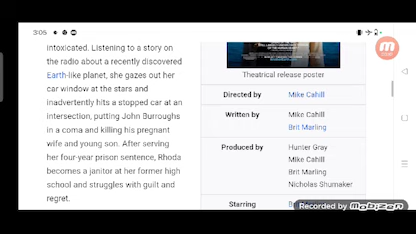 3:05
intoxicated. Listening to a story on
the radio about a recently discovered
Earth-like planet, she gazes out her
car window at the stars and
inadvertently hits a stopped car at an
intersection, putting John Burroughs
in a coma and killing his pregnant
wife and young son. After serving
her four-year prison sentence, Rhoda
becomes a janitor at her former high
school and struggles with guilt and
regret.
Theatrical release poster
Directed by Mike Cahill
Written by Mike Cahill
Brit Marling
Produced by Hunter Gray
Mike Cahill
Brit Marling
Nicholas Shumaker
Starring
Recorded by Mobizen